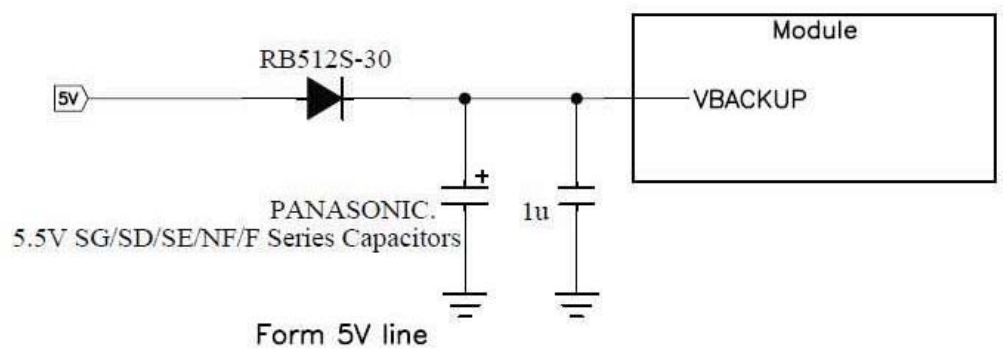 Module
RB512S-30
5V
VBACKUP
+
PANASONIC.
1u
5.5V SG/SD/SE/NF/F Series Capacitors
Form 5V line